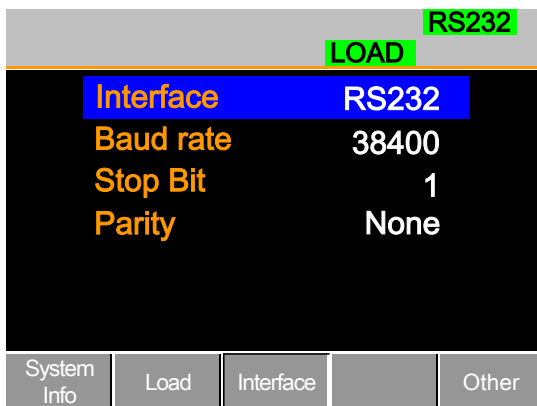 RS232
LOAD
Interface RS232
Baud rate 38400
Stop Bit 1
Parity None
System Info Load Interface Other